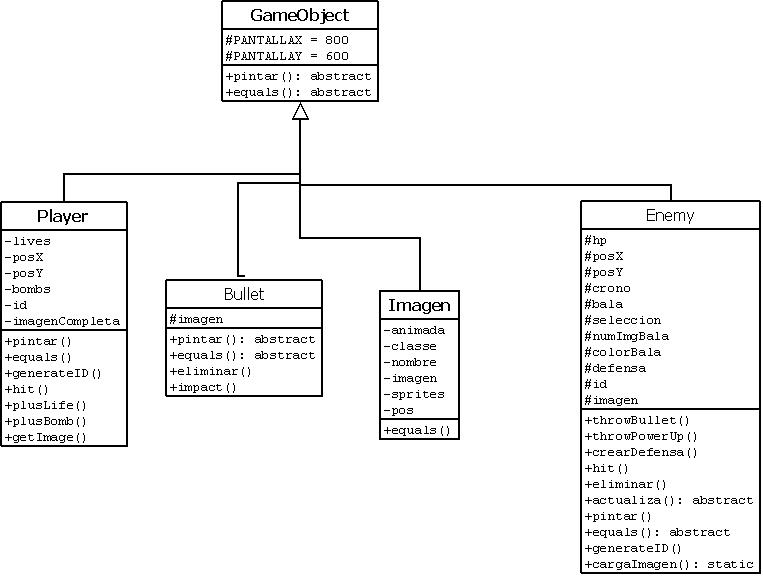 GameObject
#PANTALLAX = 800
#PANTALLAY = 600
+pintar(): abstract
+equals(): abstract
Player
-lives
-posX
-posY
-bombs
-id
-imagenCompleta
+pintar()
+equals()
+generateID()
+hit()
+plusLife()
+plusBomb()
+getImage()
Bullet
#imagen
+pintar(): abstract
+equals(): abstract
+eliminar()
+impact()
Imagen
-animada
-classe
-nombre
-imagen
-sprites
-pos
+equals()
Enemy
#hp
#posX
#posY
#crono
#bala
#seleccion
#numImgBala
#colorBala
#defensa
#id
#imagen
+throwBullet()
+throwPowerUp()
+crearDefensa()
+hit()
+eliminar()
+actualiza(): abstract
+pintar()
+equals(): abstract
+generateID()
+cargaImagen(): static